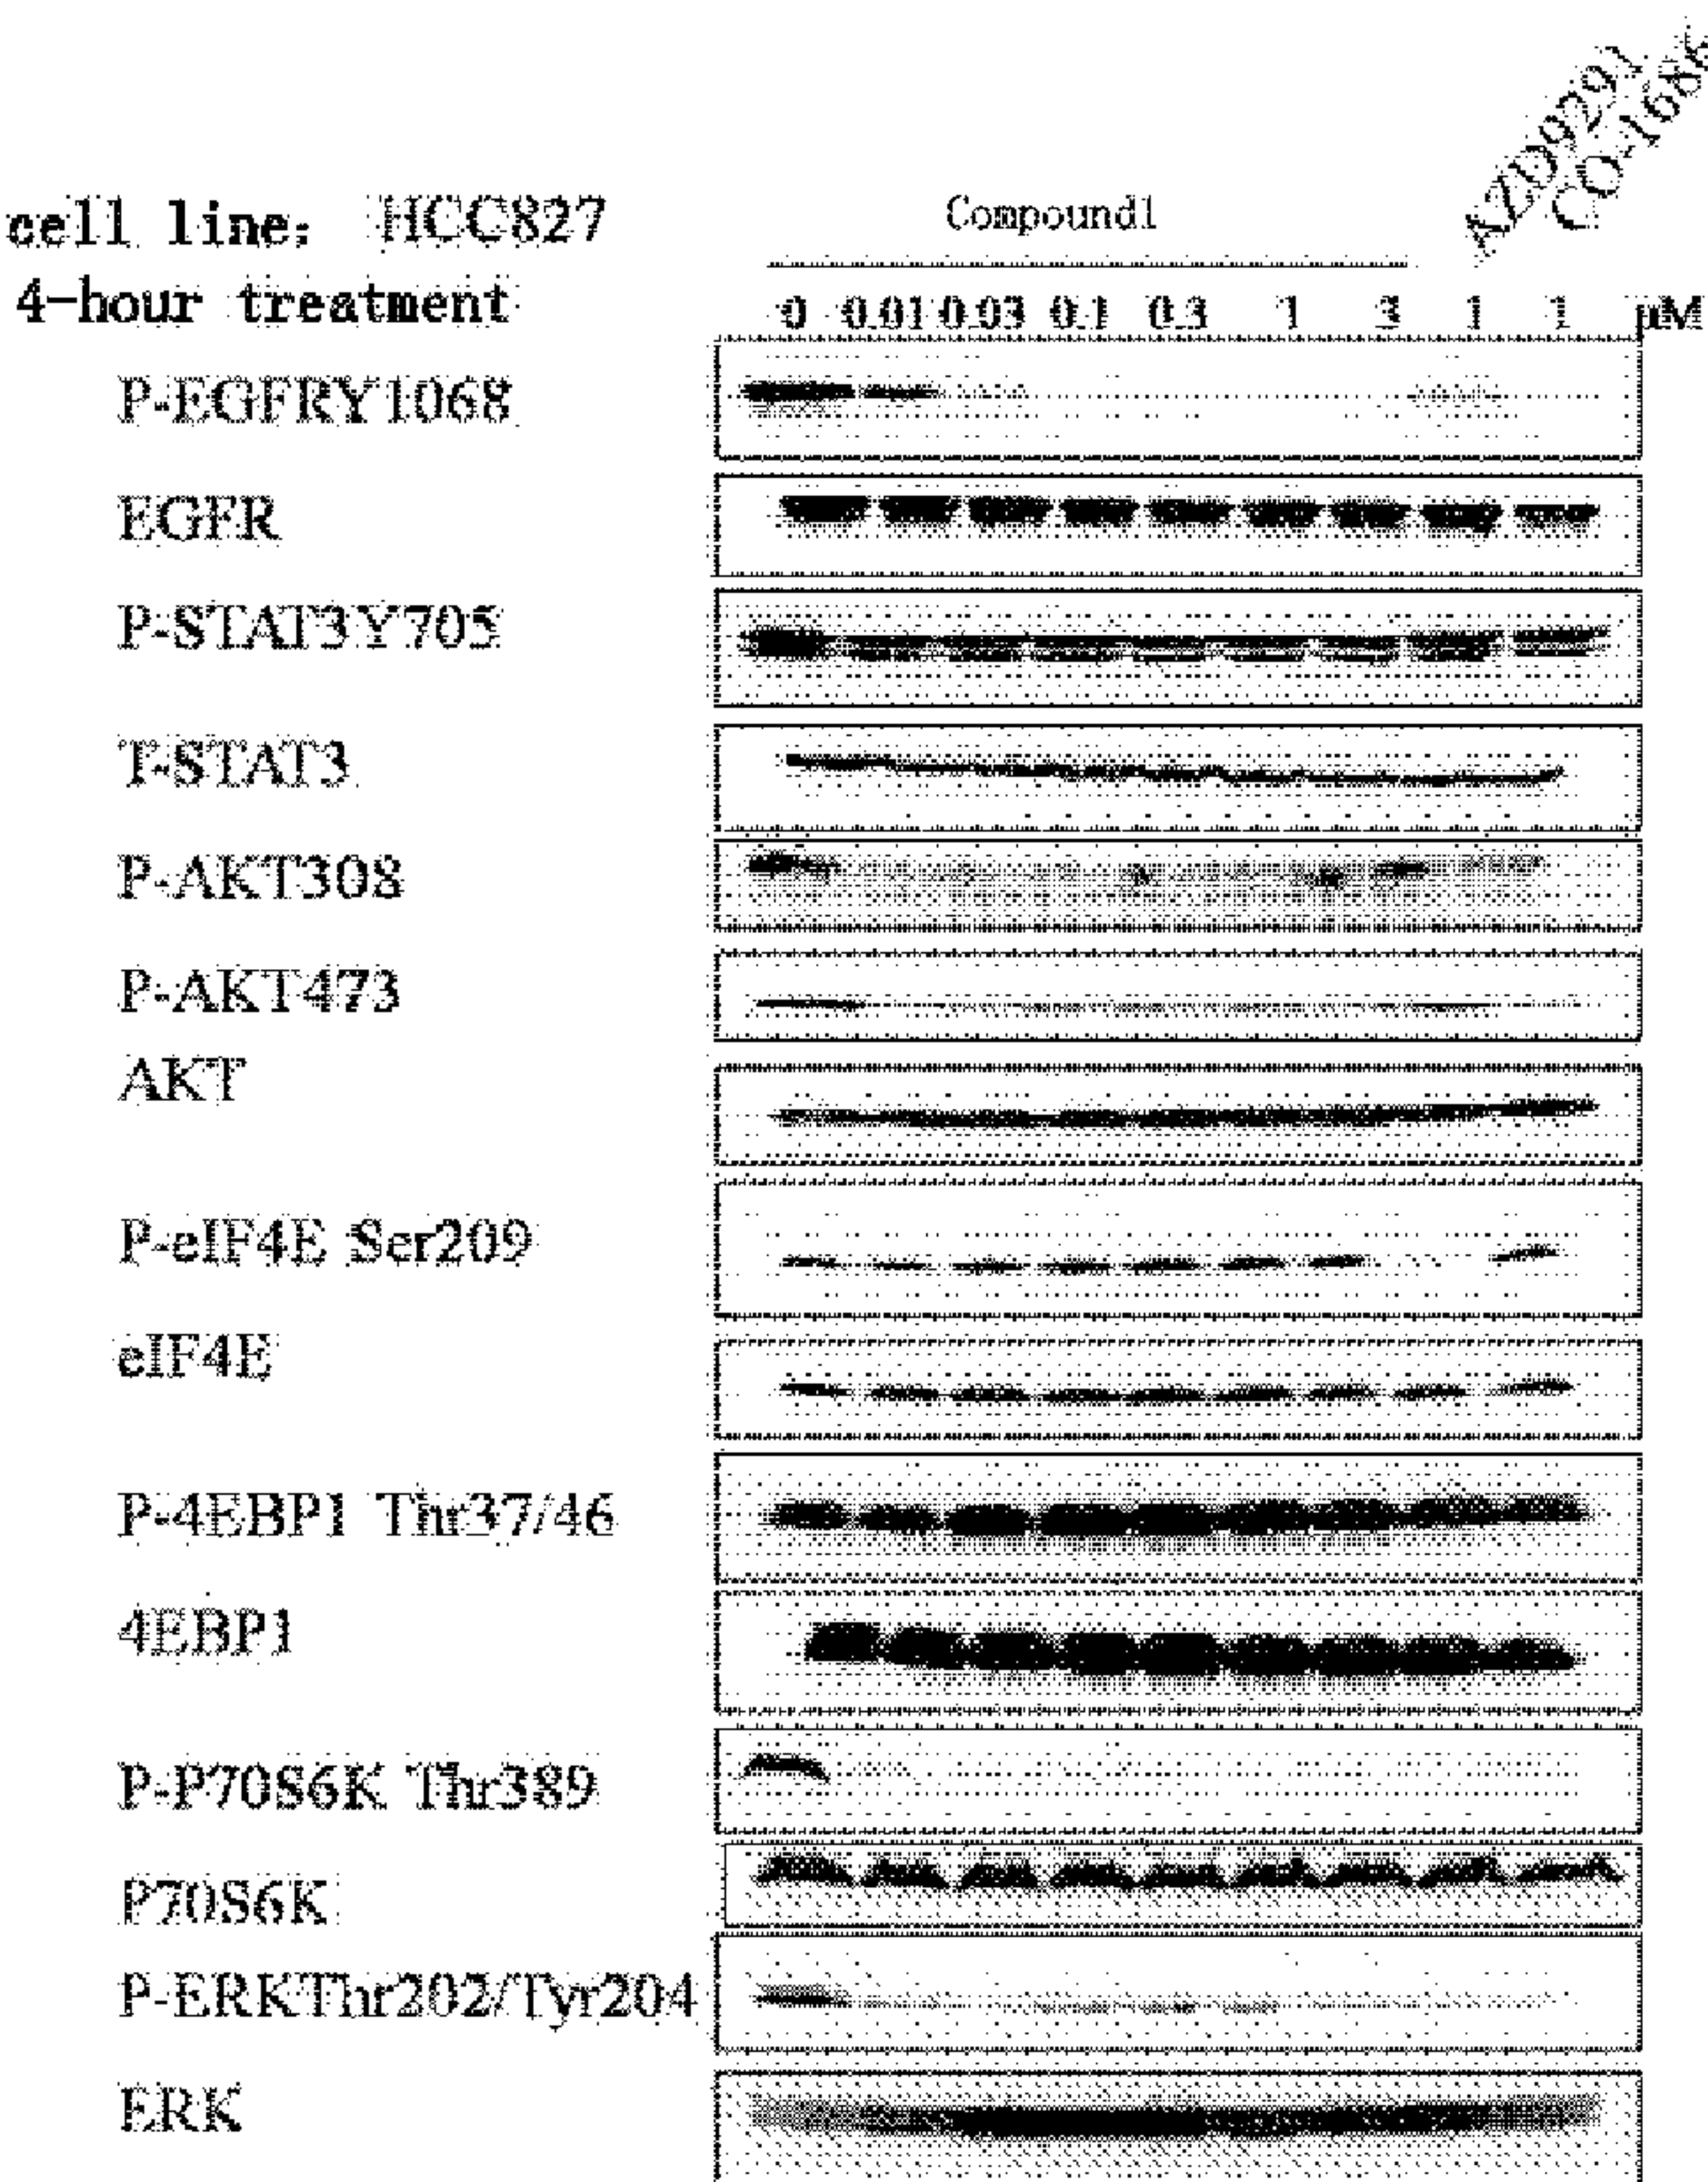 AZD9291
CO-1686
cell line: HCC827
Compound1
4-hour treatment
0 0.01 0.03 0.1 0.3 1 3 1 1 μM
P-EGFRY1068
EGFR
P-STAT3Y705
T-STAT3
P-AKT308
P-AKT473
AKT
P-eIF4E Ser209
eIF4E
P-4EBP1 Thr37/46
4EBP1
P-P70S6K Thr389
P70S6K
P-ERKThr202/Tyr204
ERK